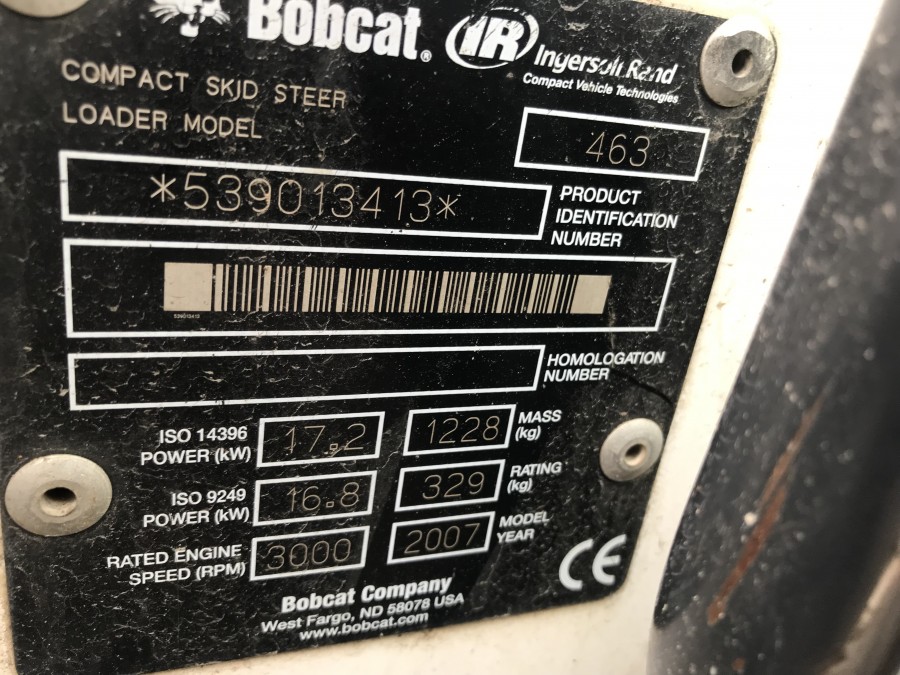 Bobcat®
IR Ingersoll Rand
Compact Vehicle Technologies
COMPACT SKID STEER
LOADER MODEL
463
*539013413*
PRODUCT
IDENTIFICATION
NUMBER
539013413
HOMOLOGATION
NUMBER
ISO 14396
POWER (kW)
17.2
1228
MASS
(kg)
ISO 9249
POWER (kW)
16.8
329
RATING
(kg)
RATED ENGINE
SPEED (RPM)
3000
2007
MODEL
YEAR
CE
Bobcat Company
West Fargo, ND 58078 USA
www.bobcat.com